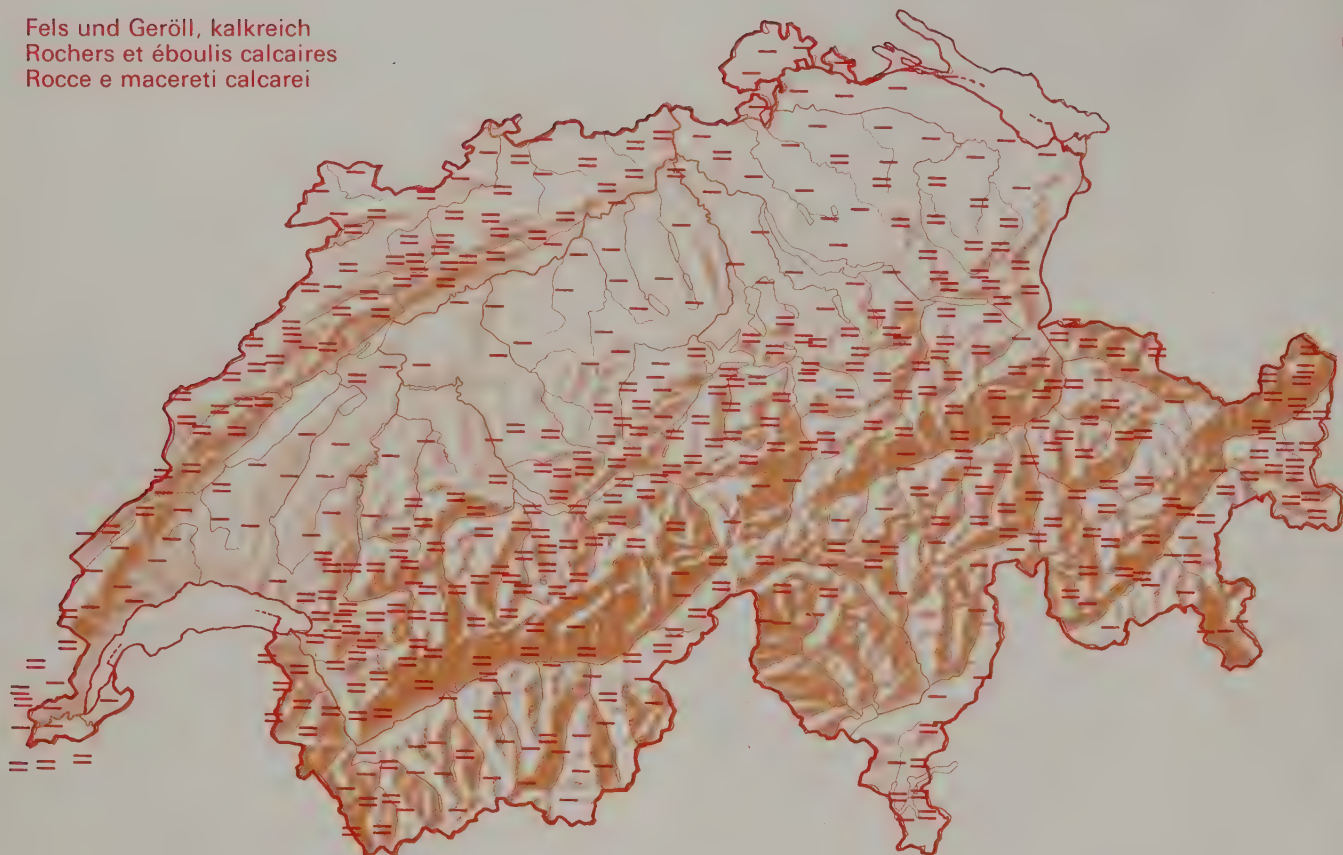 Fels und Geröll, kalkreich
Rochers et éboulis calcaires
Rocce e macereti calcarei